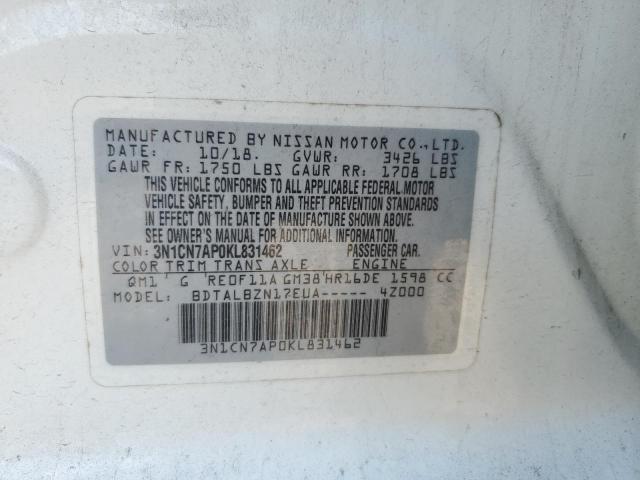 MANUFACTURED BY NISSAN MOTOR CO.,LTD.
DATE: 10/18. GVWR: 3426 LBS
GAWR FR: 1750 LBS GAWR RR: 1708 LBS
THIS VEHICLE CONFORMS TO ALL APPLICABLE FEDERAL MOTOR
VEHICLE SAFETY, BUMPER AND THEFT PREVENTION STANDARDS
IN EFFECT ON THE DATE OF MANUFACTURE SHOWN ABOVE.
SEE OWNER'S MANUAL FOR ADDITIONAL INFORMATION.
VIN: 3N1CN7AP0KL831462 PASSENGER CAR.
COLOR TRIM TRANS AXLE ENGINE
QM1 G RE0F11A GM38 HR16DE 1598 CC
MODEL: BDTALBZN17EUA----- 4Z000
3N1CN7AP0KL831462